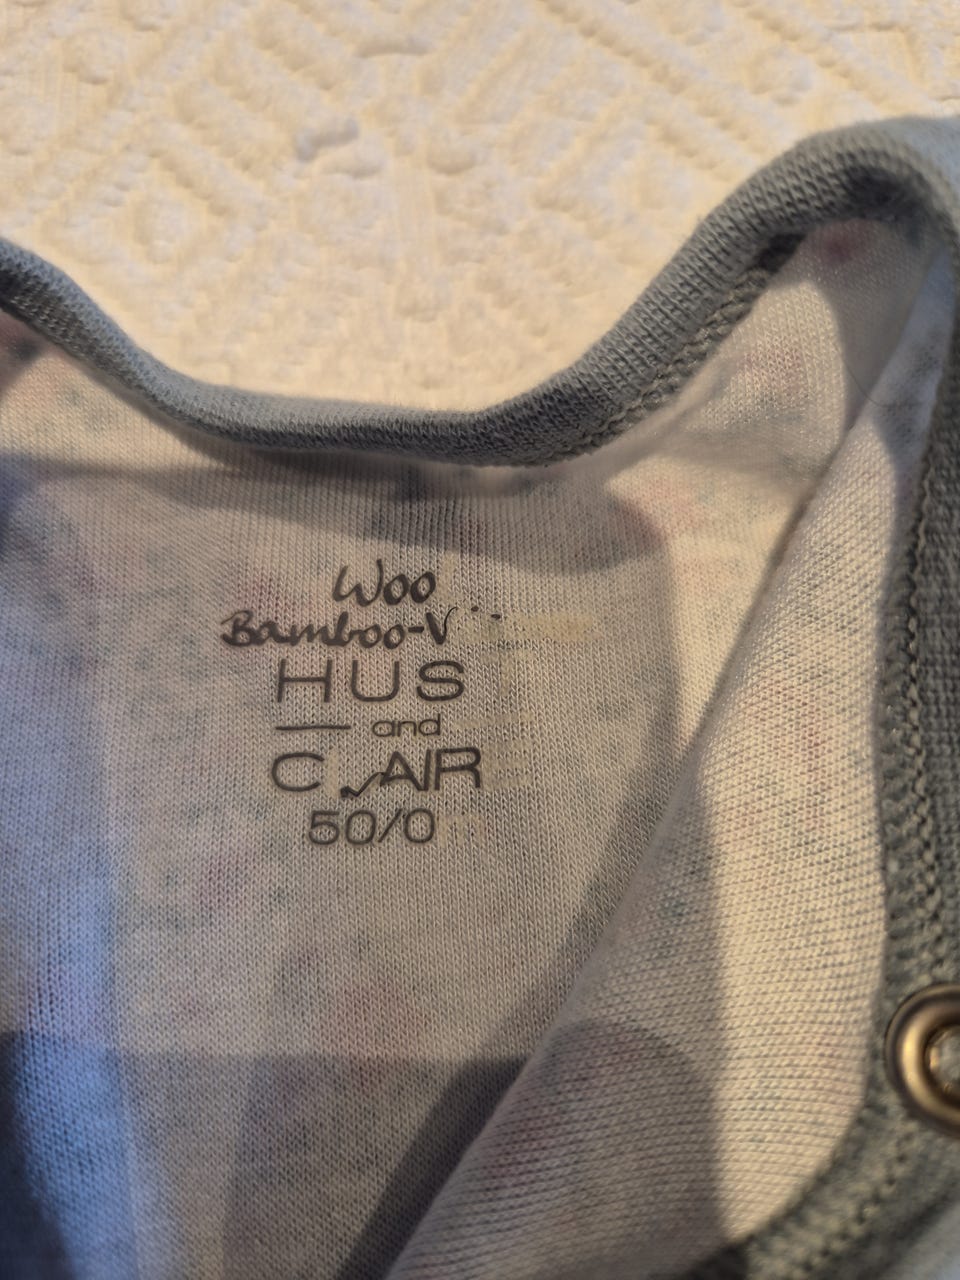 Woo
Bamboo-V
HUS
and
C AIR
50/0